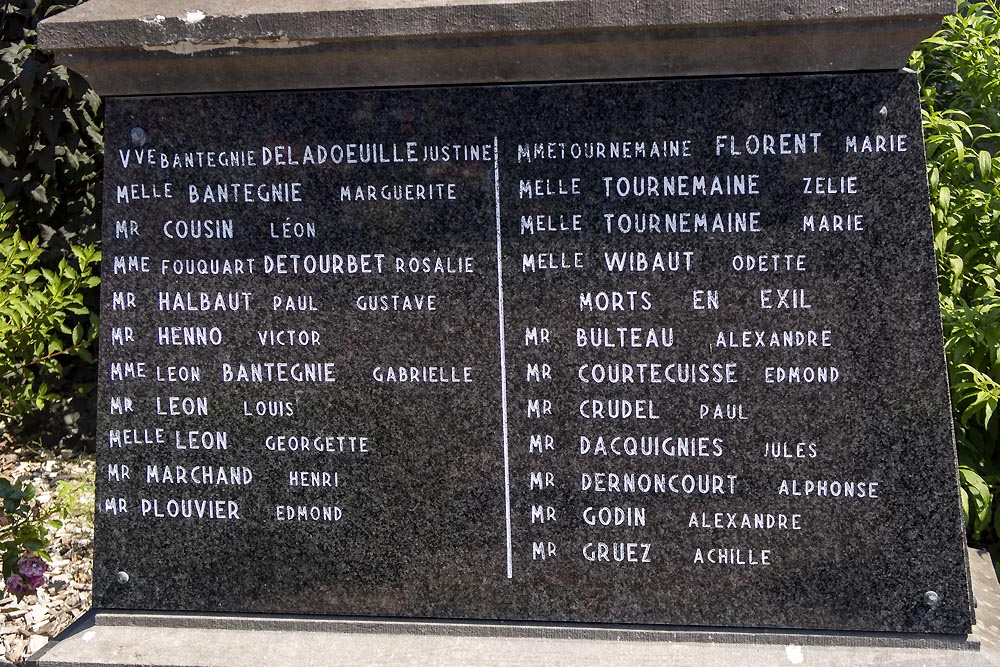 VVE BANTEGNIE DELADOEUILLE JUSTINE
MELLE BANTEGNIE MARGUERITE
MR COUSIN LÉON
MME FOUQUART DETOURBET ROSALIE
MR HALBAUT PAUL GUSTAVE
MR HENNO VICTOR
MME LEON BANTEGNIE GABRIELLE
MR LEON LOUIS
MELLE LEON GEORGETTE
MR MARCHAND HENRI
MR PLOUVIER EDMOND
MME TOURNEMAINE FLORENT MARIE
MELLE TOURNEMAINE ZELIE
MELLE TOURNEMAINE MARIE
MELLE WIBAUT ODETTE
MORTS EN EXIL
MR BULTEAU ALEXANDRE
MR COURTECUISSE EDMOND
MR CRUDEL PAUL
MR DACQUIGNIES JULES
MR DERNONCOURT ALPHONSE
MR GODIN ALEXANDRE
MR GRUEZ ACHILLE